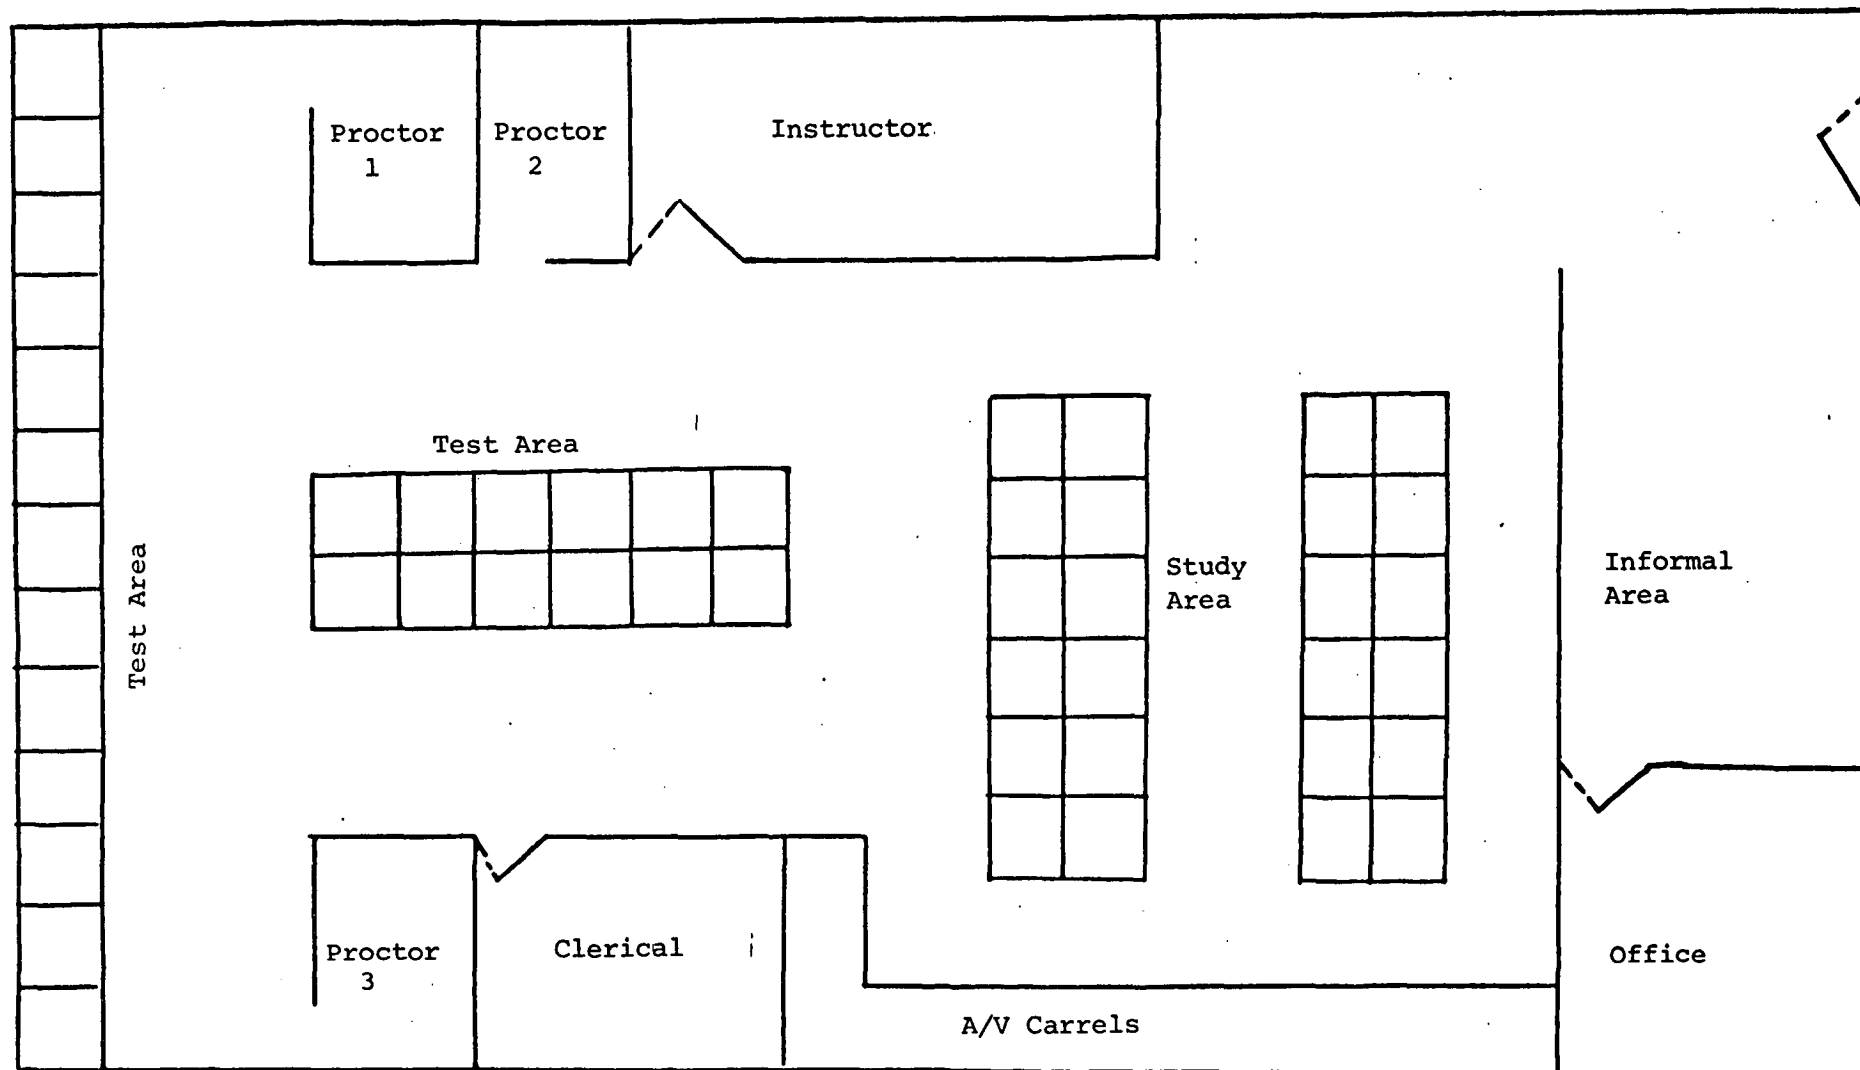 Proctor
1
Proctor
2
Instructor
Test Area
Test Area
Study
Area
Informal
Area
Proctor
3
Clerical
A/V Carrels
Office